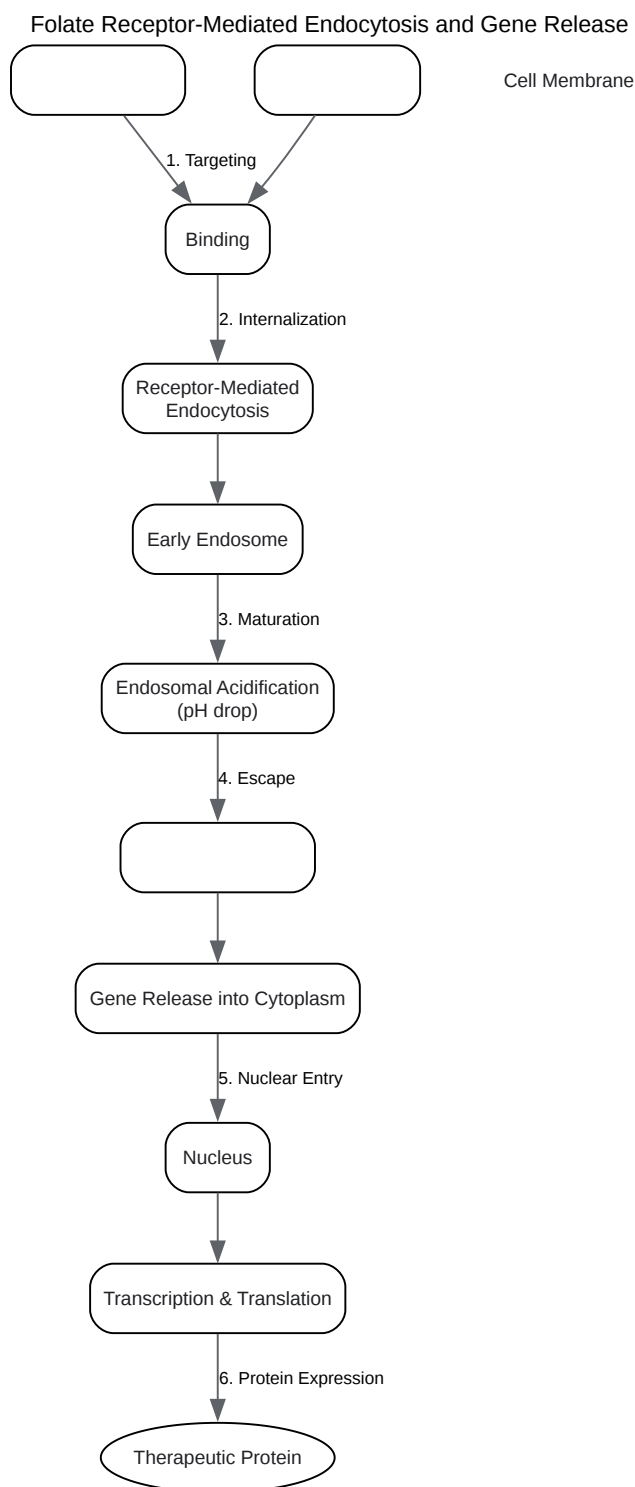 Folate Receptor-Mediated Endocytosis and Gene Release
Cell Membrane
1. Targeting
Binding
2. Internalization
Receptor-Mediated
Endocytosis
Early Endosome
3. Maturation
Endosomal Acidification
(pH drop)
4. Escape
Gene Release into Cytoplasm
5. Nuclear Entry
Nucleus
Transcription & Translation
6. Protein Expression
Therapeutic Protein